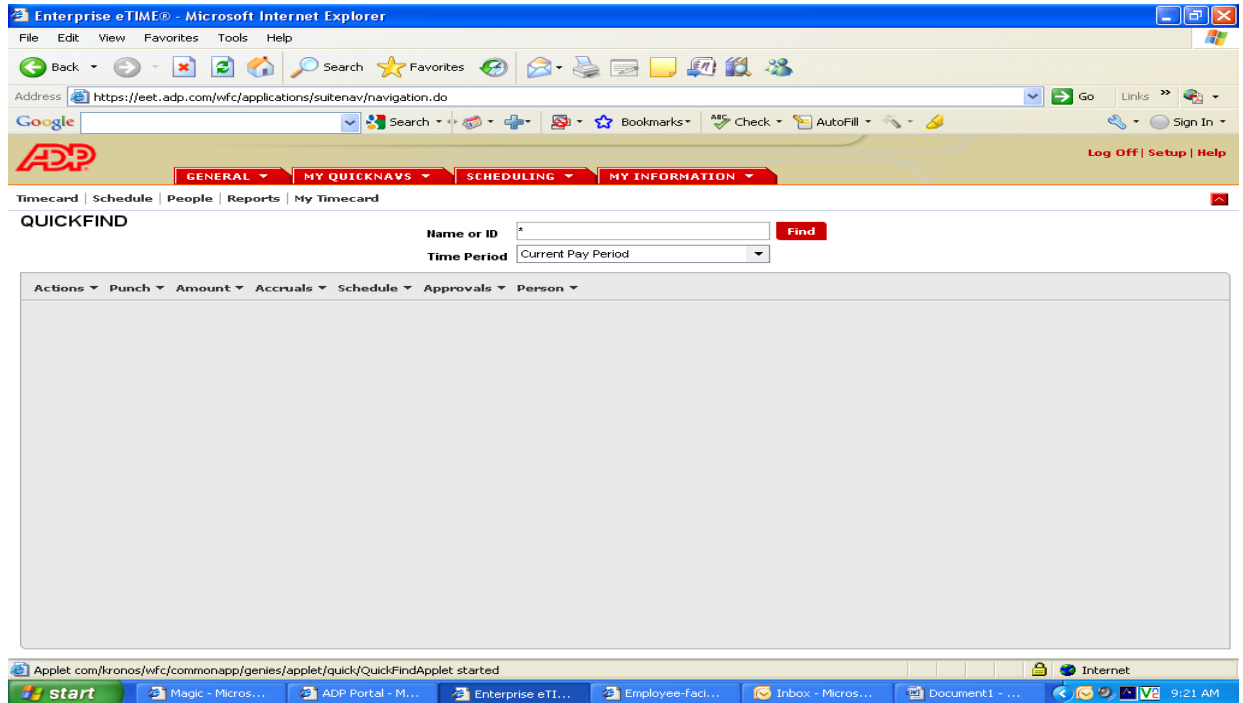 Enterprise eTIME® - Microsoft Internet Explorer
File Edit View Favorites Tools Help
Back Search Favorites
Address https://eet.adp.com/wfc/applications/suitenav/navigation.do Go Links »
Google Search Bookmarks ABC Check AutoFill Sign In
ADP Log Off | Setup | Help
GENERAL MY QUICKNAVS SCHEDULING MY INFORMATION
Timecard | Schedule | People | Reports | My Timecard
QUICKFIND
Name or ID * Find
Time Period Current Pay Period
Actions Punch Amount Accruals Schedule Approvals Person
Applet com/kronos/wfc/commonapp/genies/applet/quick/QuickFindApplet started Internet
start Magic - Micros... ADP Portal - M... Enterprise eTI... Employee-faci... Inbox - Micros... Document1 - ... V2 9:21 AM